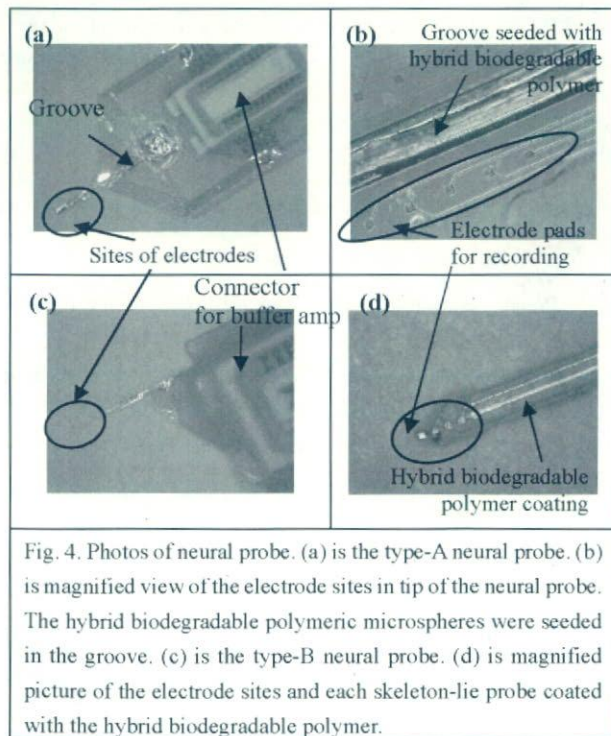 (a)
Groove
(b)
Groove seeded with
hybrid biodegradable
polymer
Sites of electrodes
Electrode pads
for recording
(c)
Connector
for buffer amp
(d)
Hybrid biodegradable
polymer coating
Fig. 4. Photos of neural probe. (a) is the type-A neural probe. (b)
is magnified view of the electrode sites in tip of the neural probe.
The hybrid biodegradable polymeric microspheres were seeded
in the groove. (c) is the type-B neural probe. (d) is magnified
picture of the electrode sites and each skeleton-lie probe coated
with the hybrid biodegradable polymer.